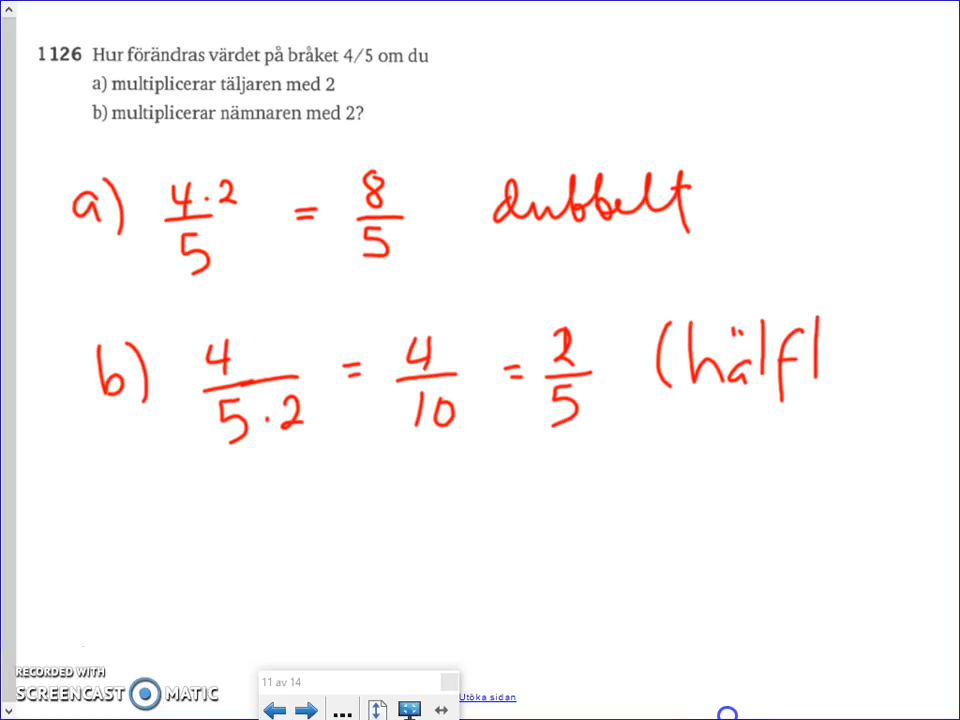 1126 Hur förändras värdet på bråket 4/5 om du
a) multiplicerar täljaren med 2
b) multiplicerar nämnaren med 2?
a) 4·2/5 = 8/5 dubbelt
b) 4/5·2 = 4/10 = 2/5 (hälfl
RECORDED WITH
SCREENCAST MATIC
11 av 14
Utöka sidan